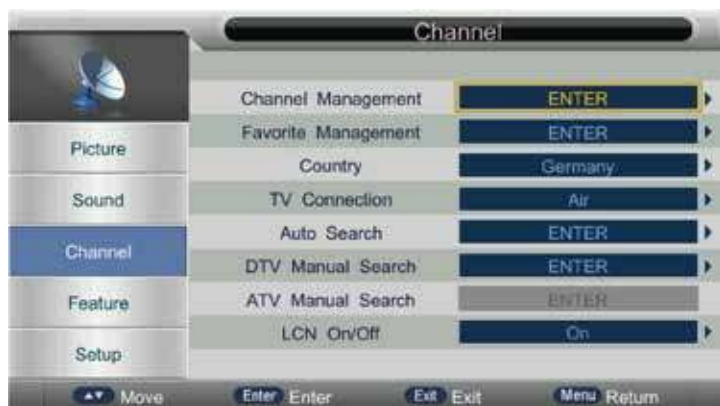 Channel
Channel Management ENTER
Favorite Management ENTER
Picture
Country Germany
Sound
TV Connection Air
Auto Search ENTER
Channel
DTV Manual Search ENTER
Feature
ATV Manual Search ENTER
LCN On/Off On
Setup
Move Enter Enter Exit Exit Menu Return